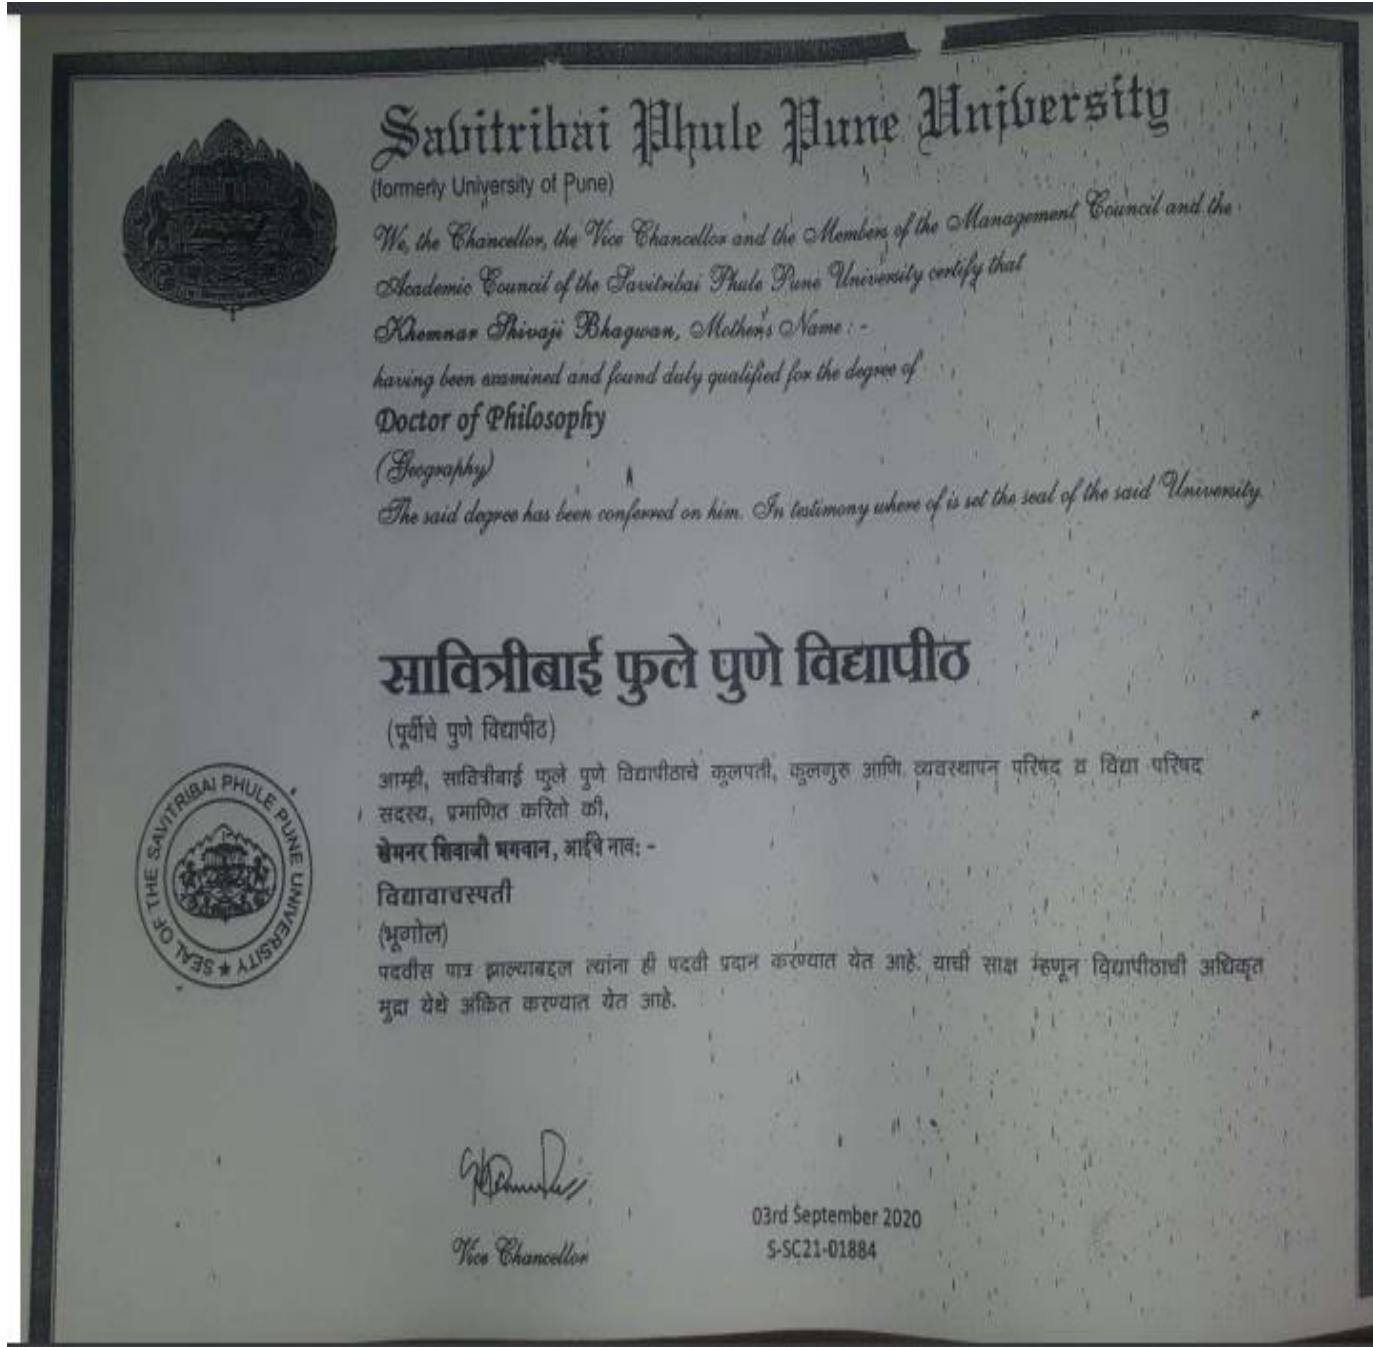 Savitribai Phule Pune University
(formerly University of Pune)
We, the Chancellor, the Vice Chancellor and the Members of the Management Council and the
Academic Council of the Savitribai Phule Pune University certify that
Khemnar Shivaji Bhagwan, Mother's Name : -
having been examined and found duly qualified for the degree of
Doctor of Philosophy
(Geography)
The said degree has been conferred on him. In testimony where of is set the seal of the said University.
सावित्रीबाई फुले पुणे विद्यापीठ
(पूर्वीचे पुणे विद्यापीठ)
आम्ही, सावित्रीबाई फुले पुणे विद्यापीठाचे कुलपती, कुलगुरु आणि व्यवस्थापन परिषद व विद्या परिषद
सदस्य, प्रमाणित करितो की,
खेमनर शिवाजी भगवान, आईचे नाव: -
विद्यावाचस्पती
(भूगोल)
पदवीस पात्र झाल्याबद्दल त्यांना ही पदवी प्रदान करण्यात येत आहे. याची साक्ष म्हणून विद्यापीठाची अधिकृत
मुद्रा येथे अंकित करण्यात येत आहे.
SEAL OF THE SAVITRIBAI PHULE PUNE UNIVERSITY ★
Vice Chancellor
03rd September 2020
S-SC21-01884